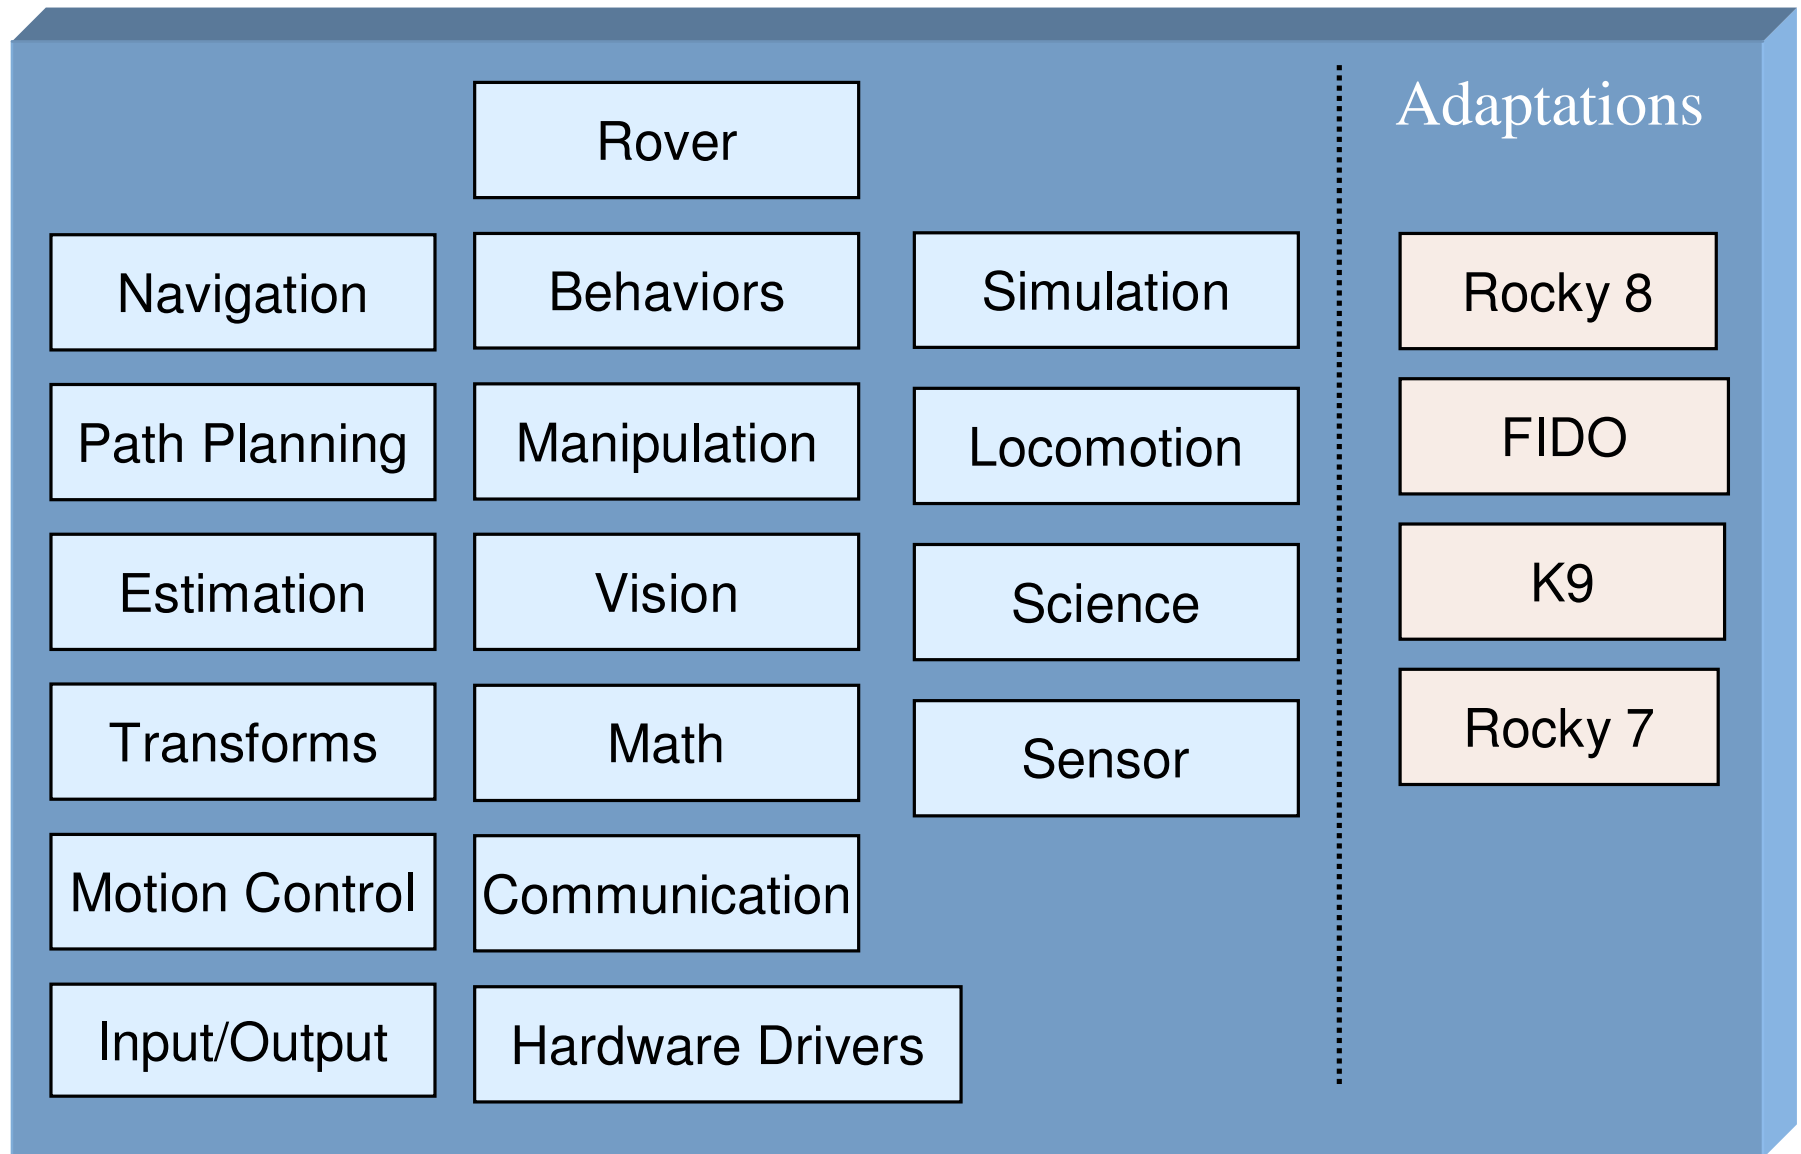 Adaptations
Rover
Navigation
Behaviors
Simulation
Rocky 8
Path Planning
Manipulation
Locomotion
FIDO
Estimation
Vision
Science
K9
Transforms
Math
Sensor
Rocky 7
Motion Control
Communication
Input/Output
Hardware Drivers